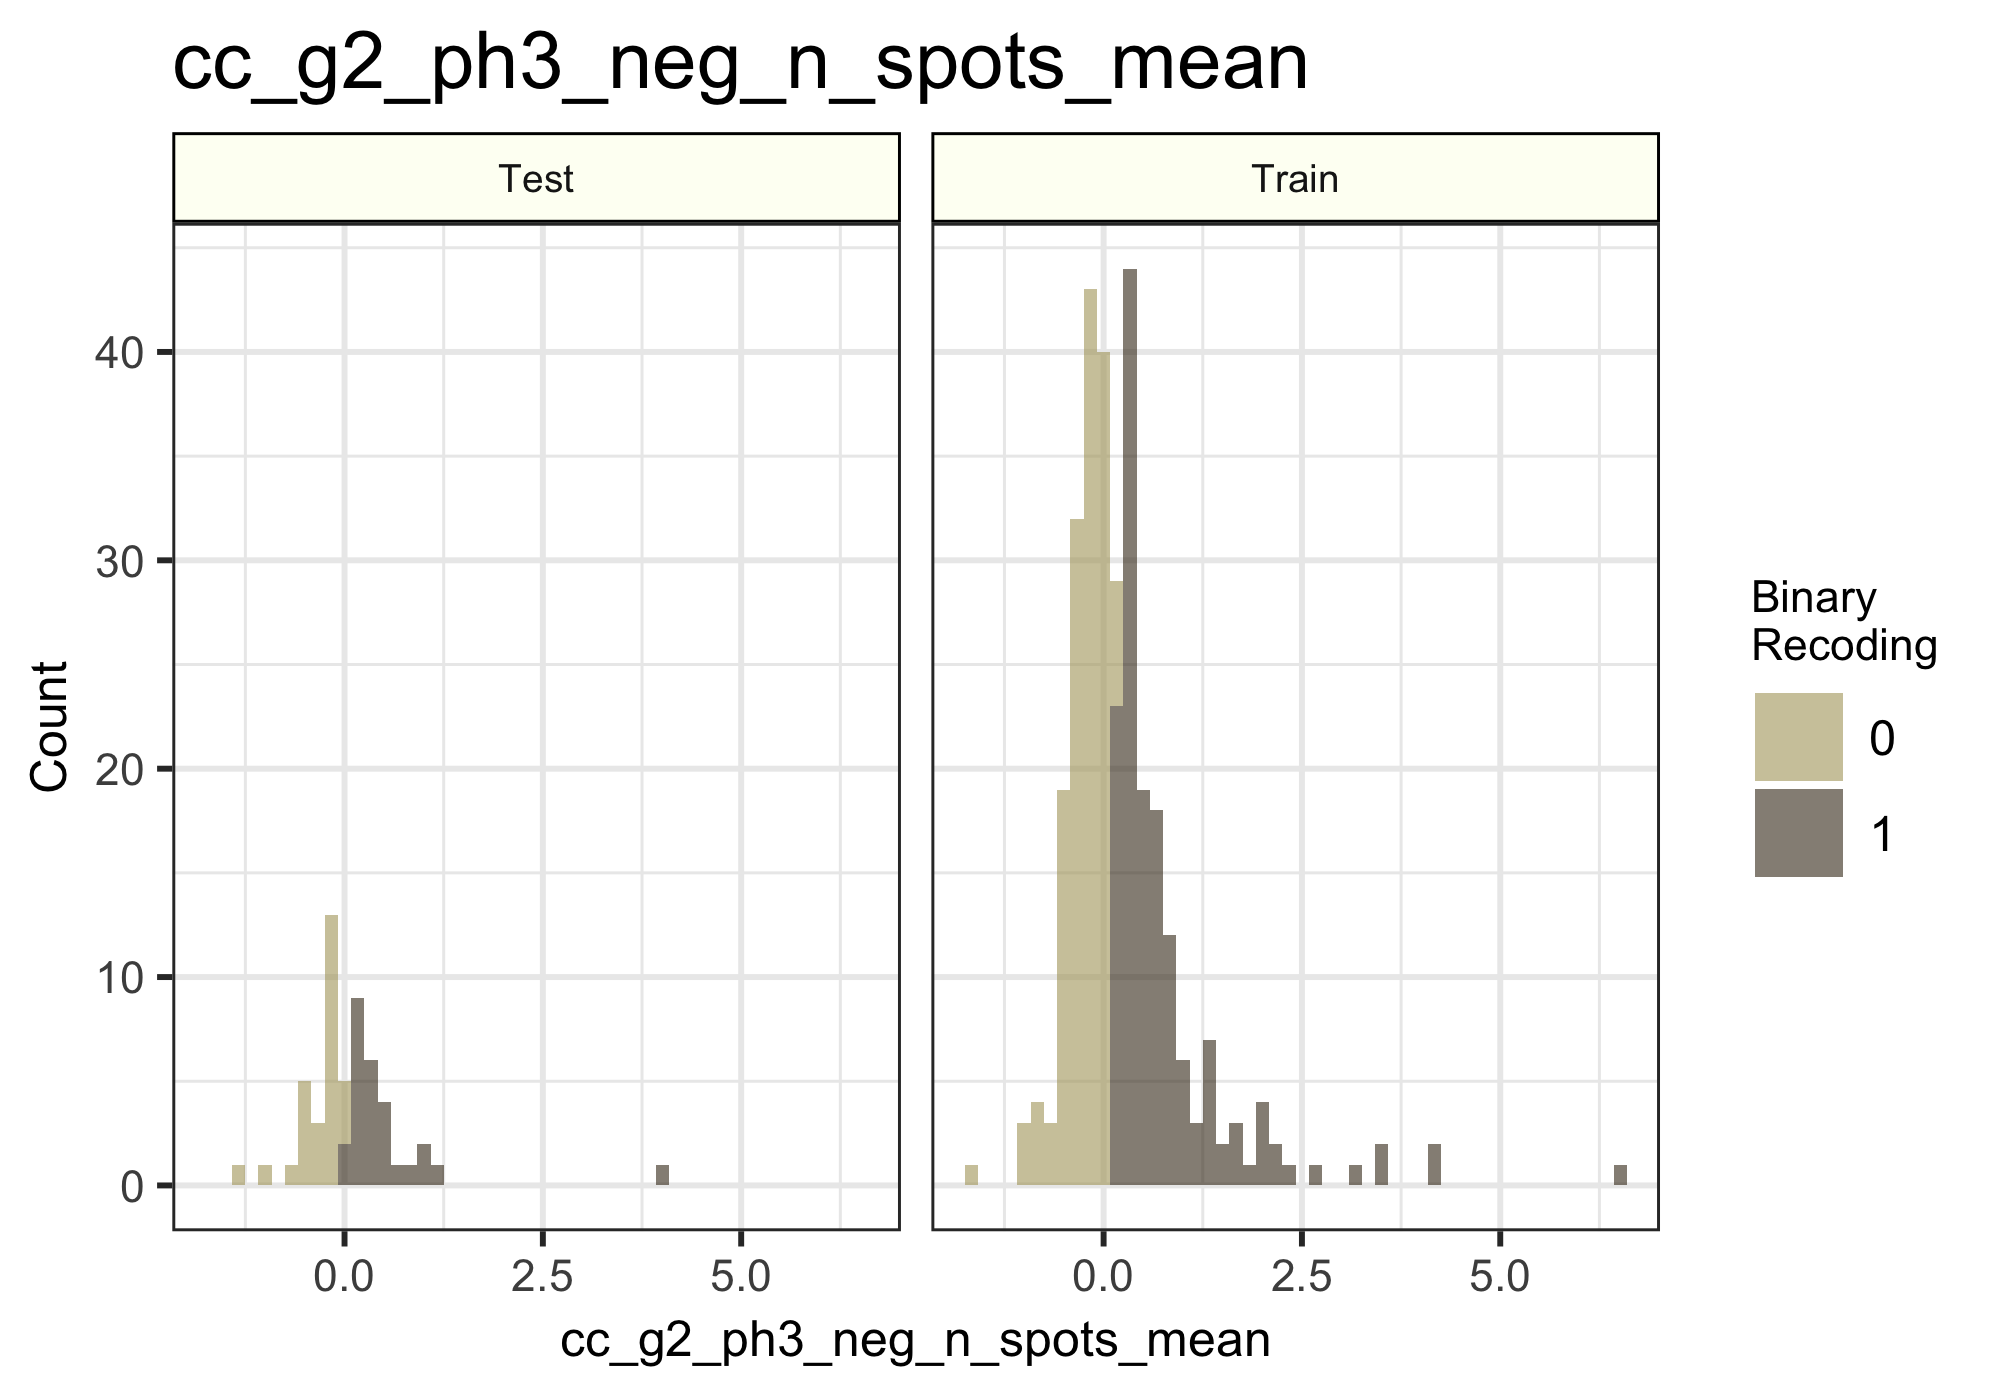 cc_g2_ph3_neg_n_spots_mean
Test
Train
Count
40
30
20
10
0
0.0 2.5 5.0
0.0 2.5 5.0
cc_g2_ph3_neg_n_spots_mean
Binary
Recoding
0
1